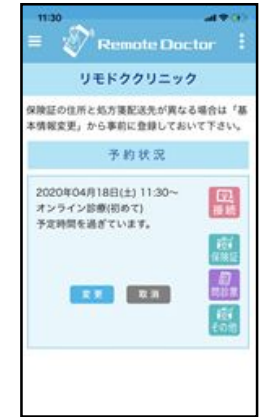 11:30
Remote Doctor
リモドククリニック
保険証の住所と処方箋配送先が異なる場合は「基
本情報変更」から事前に登録しておいて下さい。
予約状況
2020年04月18日(土) 11:30～
オンライン診療(初めて)
予定時間を過ぎています。
接続
保険証
問診票
変更 取消
その他